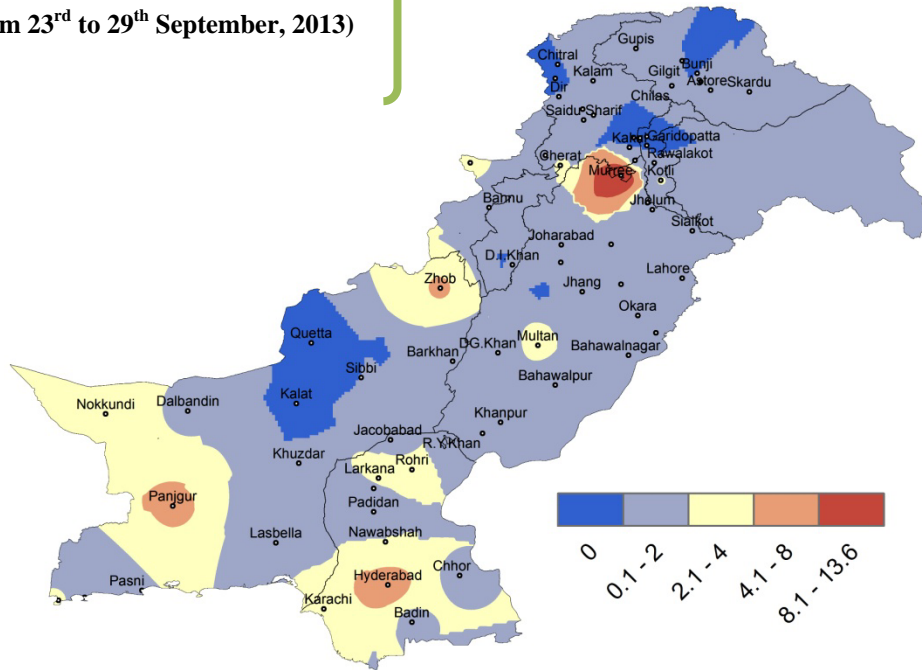 m 23rd to 29th September, 2013)
Gupis
Chitral
Kalam
Gilgit
Bunji
Astore
Skardu
Dir
Chilas
Saidu Sharif
Garidopatta
Cherat
Rawalakot
Murree
Kotli
Bannu
Jhelum
Sialkot
Joharabad
D.I.Khan
Lahore
Zhob
Jhang
Okara
Quetta
DG.Khan
Multan
Barkhan
Bahawalnagar
Sibbi
Bahawalpur
Kalat
Nokkundi
Dalbandin
Khanpur
Jacobabad
R.Y.Khan
Khuzdar
Larkana
Rohri
Panjgur
Padidan
Lasbella
Nawabshah
Pasni
Hyderabad
Chhor
Karachi
Badin
0
0.1 - 2
2.1 - 4
4.1 - 8
8.1 - 13.6